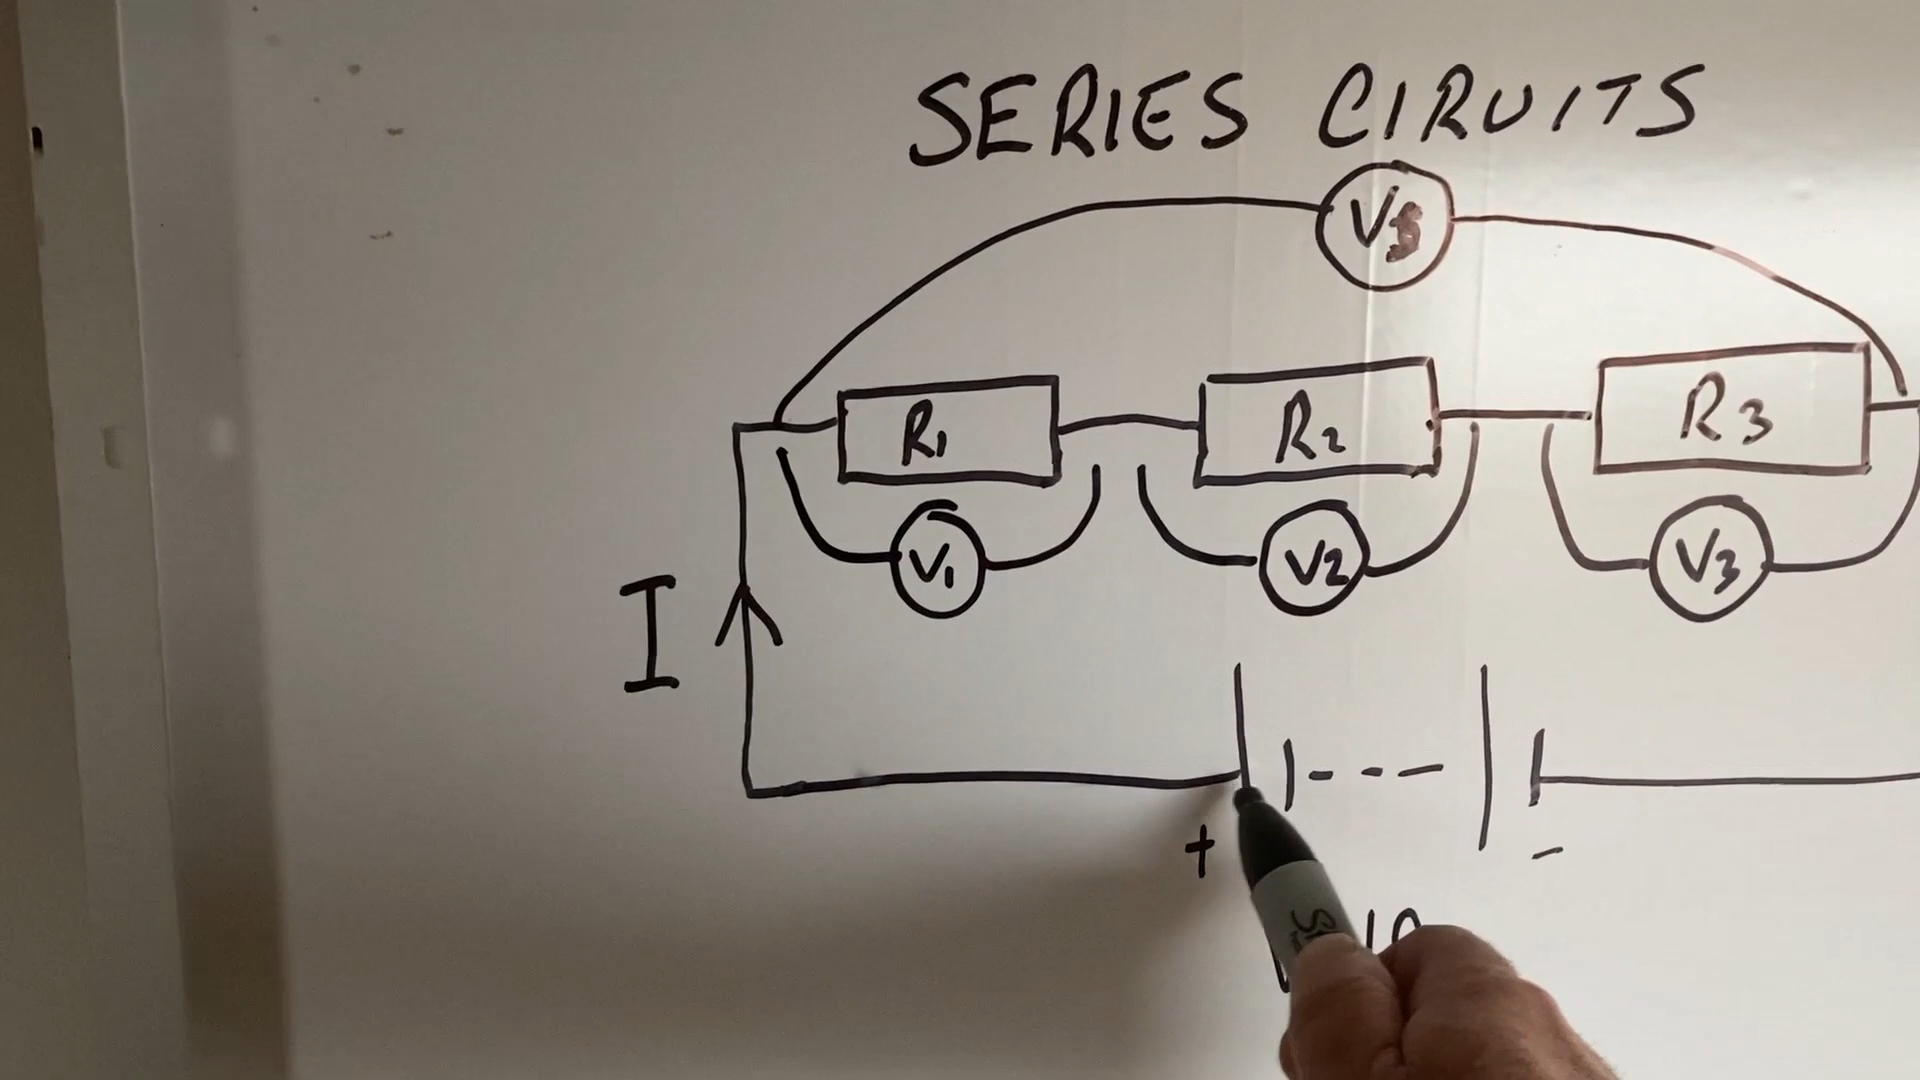 SERIES CIRUITS
VS
R1 R2 R3
V1 V2 V3
I
+ -